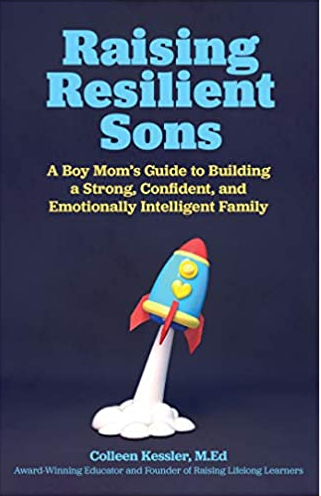 Raising
Resilient
Sons
A Boy Mom's Guide to Building
a Strong, Confident, and
Emotionally Intelligent Family
Colleen Kessler, M.Ed
Award-Winning Educator and Founder of Raising Lifelong Learners